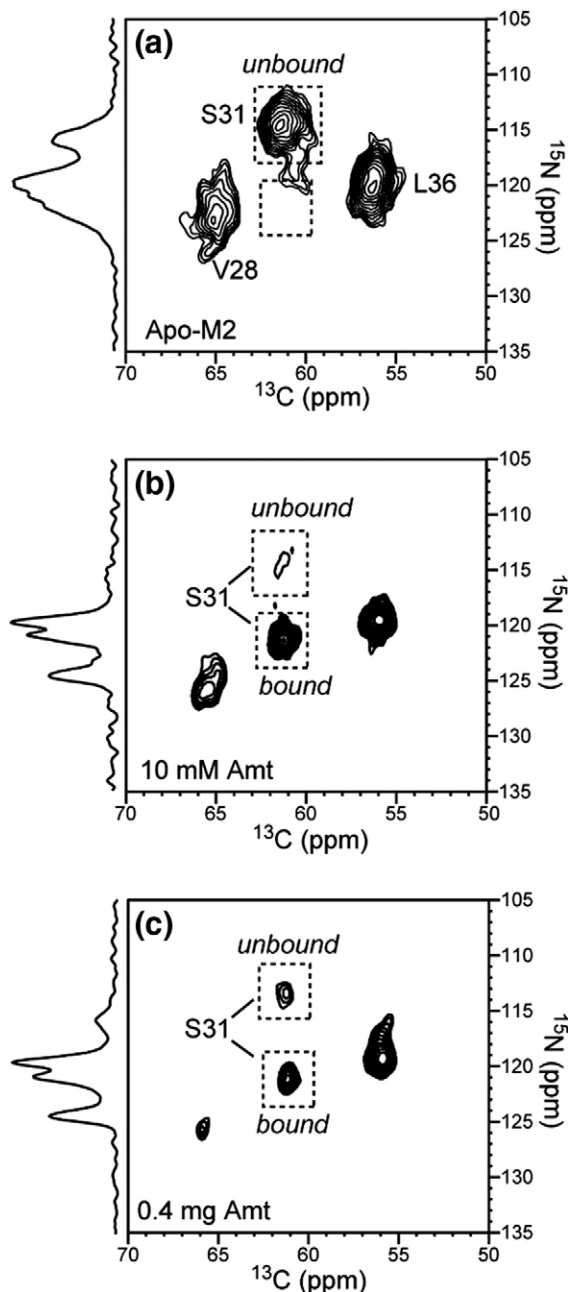 (a)
unbound
S31
L36
V28
Apo-M2
105
110
115
120
125
130
135
¹⁵N (ppm)
70 65 60 55 50
¹³C (ppm)
(b)
unbound
S31
bound
10 mM Amt
105
110
115
120
125
130
135
¹⁵N (ppm)
70 65 60 55 50
¹³C (ppm)
(c)
unbound
S31
bound
0.4 mg Amt
105
110
115
120
125
130
135
¹⁵N (ppm)
70 65 60 55 50
¹³C (ppm)